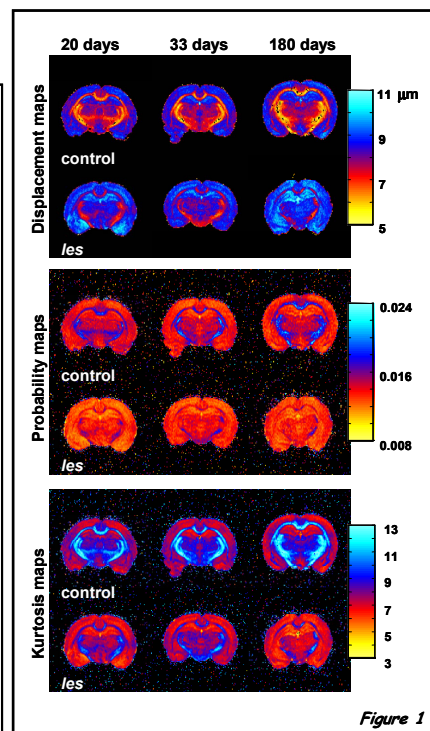 20 days 33 days 180 days
Displacement maps
control
les
11 μm
9
7
5
Probability maps
control
les
0.024
0.016
0.008
Kurtosis maps
control
les
13
11
9
7
5
3
Figure 1